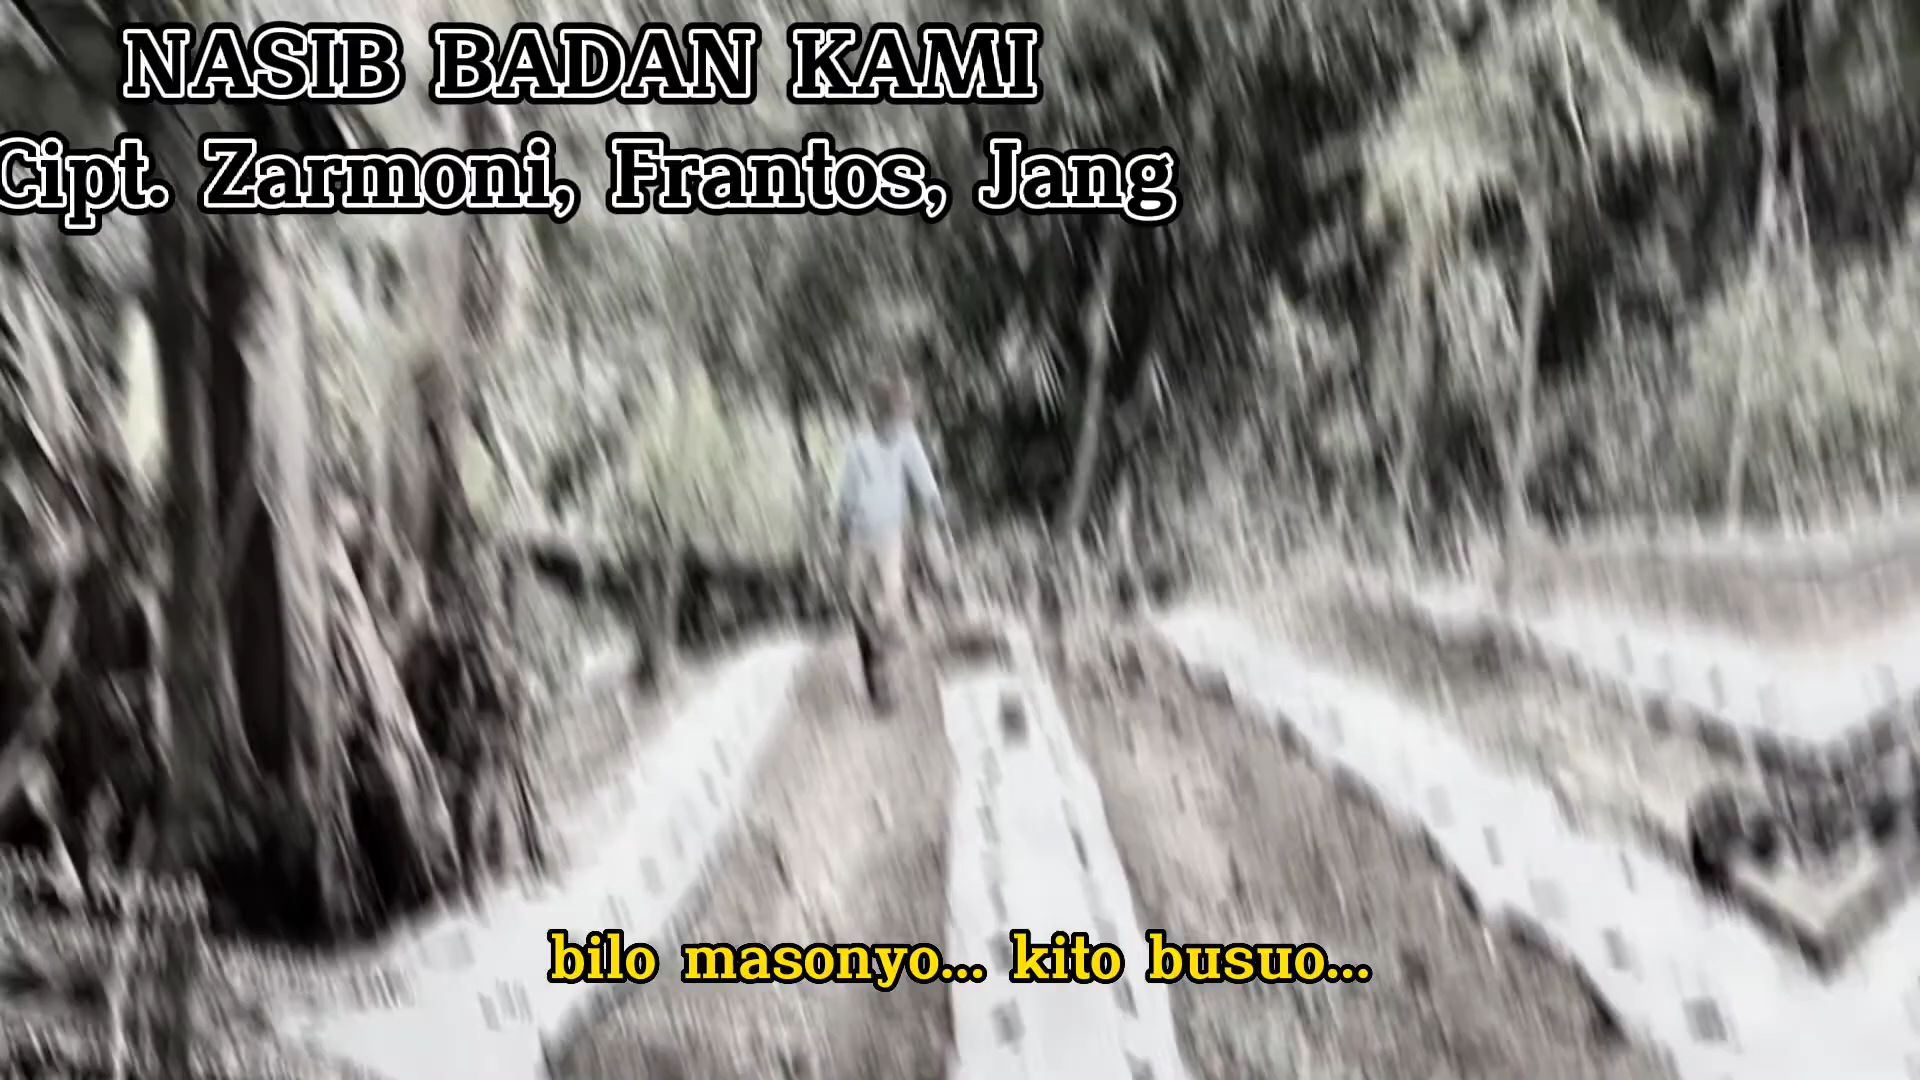 NASIB BADAN KAMI
Cipt. Zarmoni, Frantos, Jang
bilo masonyo... kito busuo...